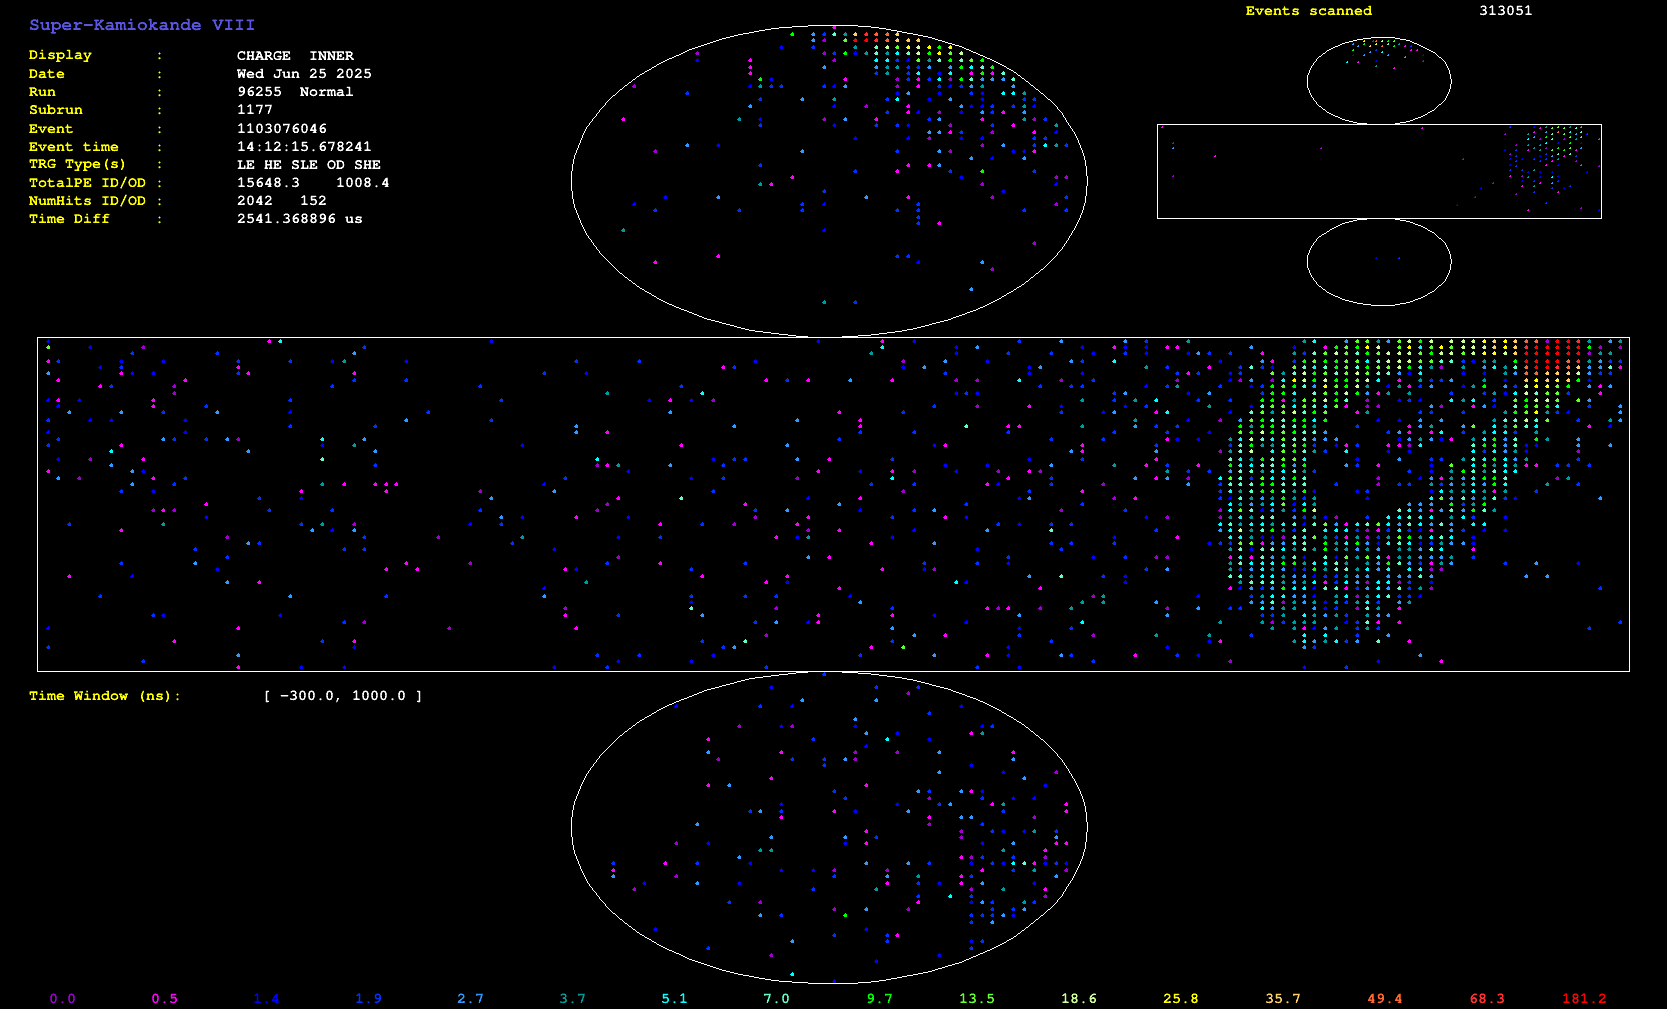 Super-Kamiokande VIII
Events scanned 313051
Display : CHARGE INNER
Date : Wed Jun 25 2025
Run : 96255 Normal
Subrun : 1177
Event : 1103076046
Event time : 14:12:15.678241
TRG Type(s) : LE HE SLE OD SHE
TotalPE ID/OD : 15648.3 1008.4
NumHits ID/OD : 2042 152
Time Diff : 2541.368896 us
Time Window (ns): [ -300.0, 1000.0 ]
0.0 0.5 1.4 1.9 2.7 3.7 5.1 7.0 9.7 13.5 18.6 25.8 35.7 49.4 68.3 181.2